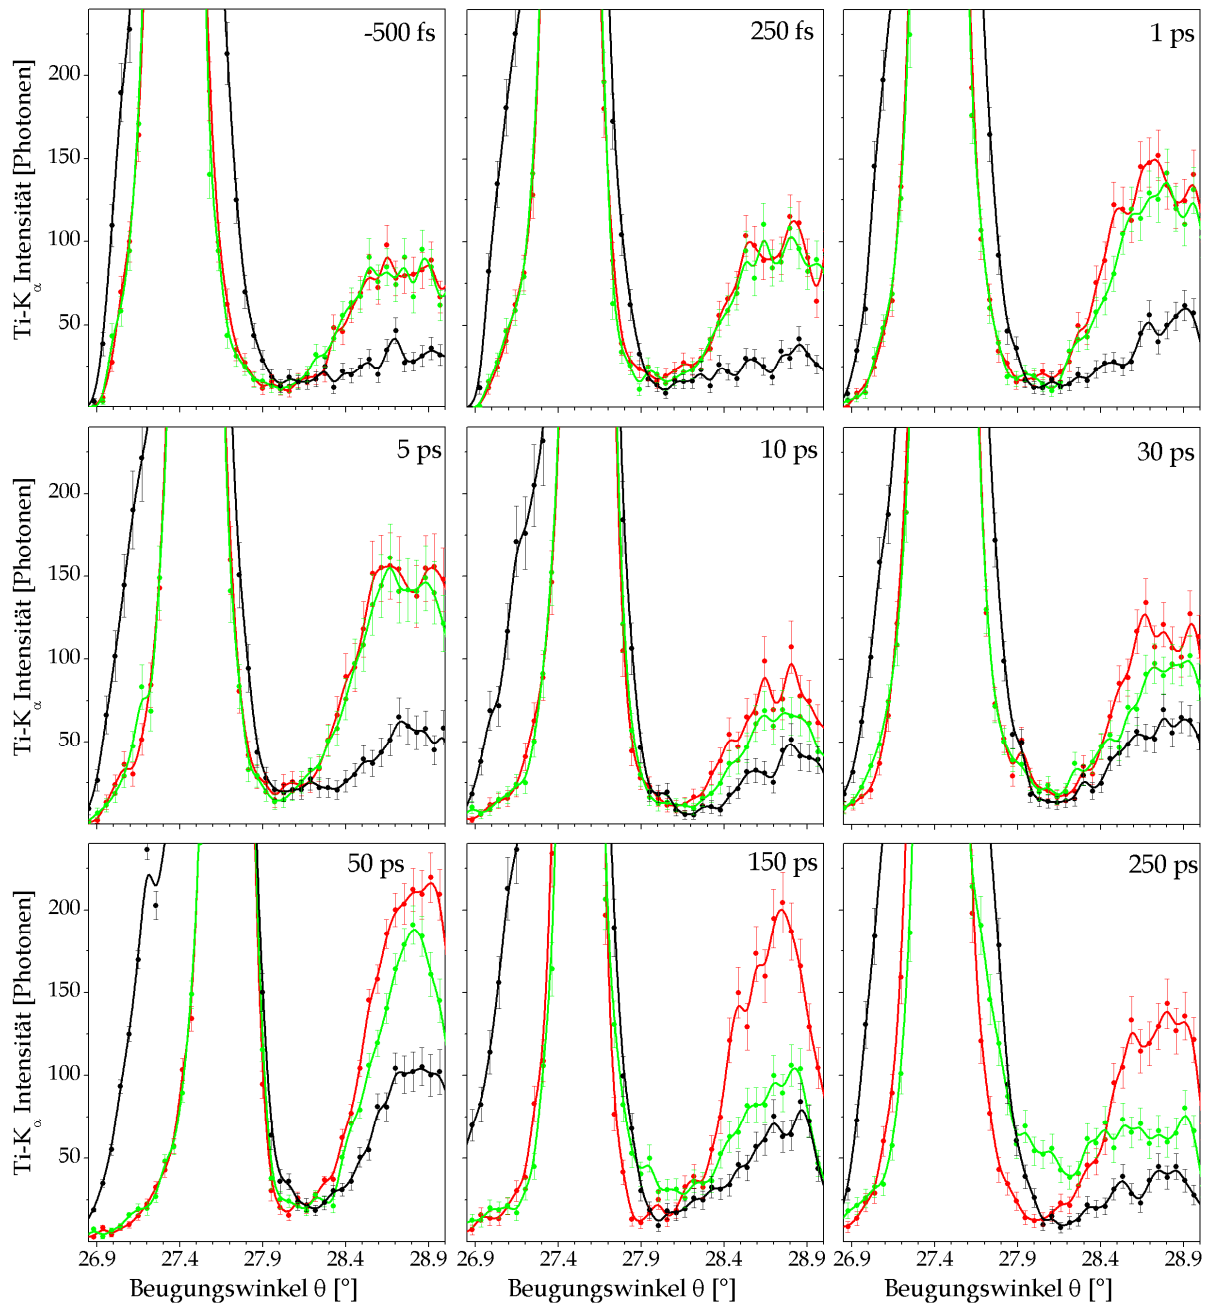 -500 fs
250 fs
1 ps
Ti-Kα Intensität [Photonen]
200
150
100
50
5 ps
10 ps
30 ps
Ti-Kα Intensität [Photonen]
200
150
100
50
50 ps
150 ps
250 ps
Ti-Kα Intensität [Photonen]
200
150
100
50
26.9 27.4 27.9 28.4 28.9
26.9 27.4 27.9 28.4 28.9
26.9 27.4 27.9 28.4 28.9
Beugungswinkel θ [°]
Beugungswinkel θ [°]
Beugungswinkel θ [°]